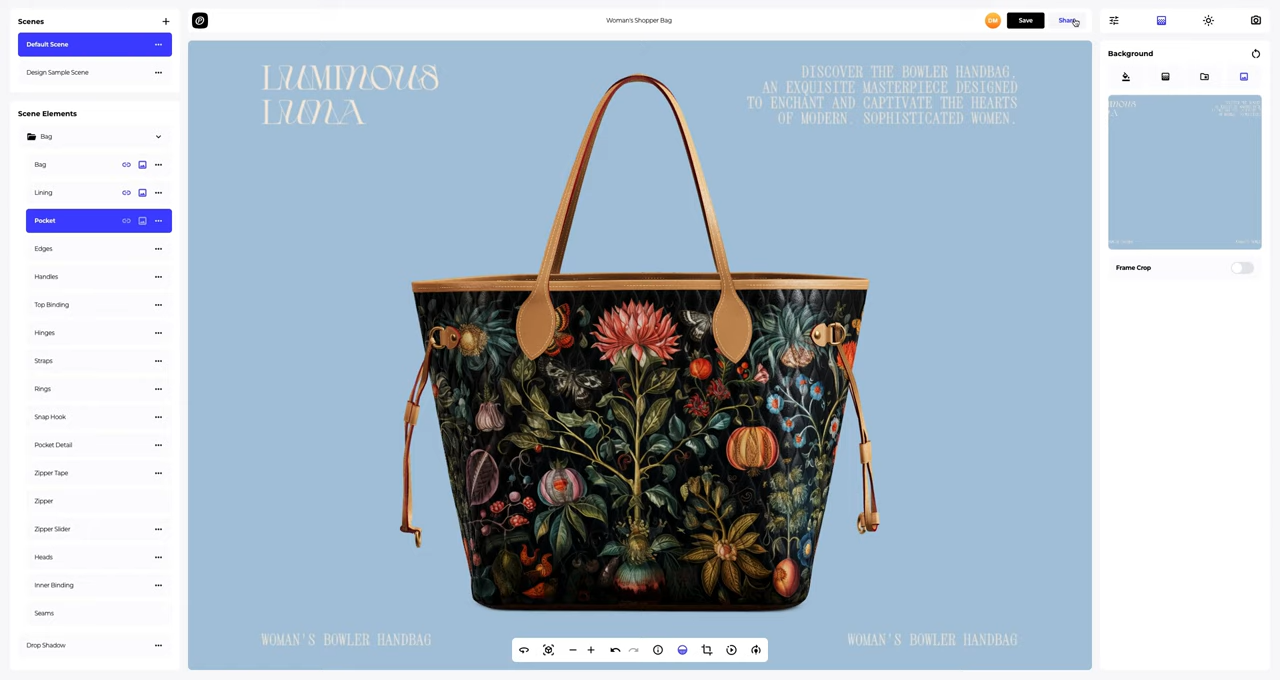 Scenes
Default Scene
Design Sample Scene
Scene Elements
Bag
Bag
Lining
Pocket
Edges
Handles
Top Binding
Hinges
Straps
Rings
Snap Hook
Pocket Detail
Zipper Tape
Zipper
Zipper Slider
Heads
Inner Binding
Seams
Drop Shadow
Woman's Shopper Bag
DM
Save
Share
LUMINOUS
LUNA
DISCOVER THE BOWLER HANDBAG,
AN EXQUISITE MASTERPIECE DESIGNED
TO ENCHANT AND CAPTIVATE THE HEARTS
OF MODERN, SOPHISTICATED WOMEN.
WOMAN'S BOWLER HANDBAG
WOMAN'S BOWLER HANDBAG
Background
Frame Crop